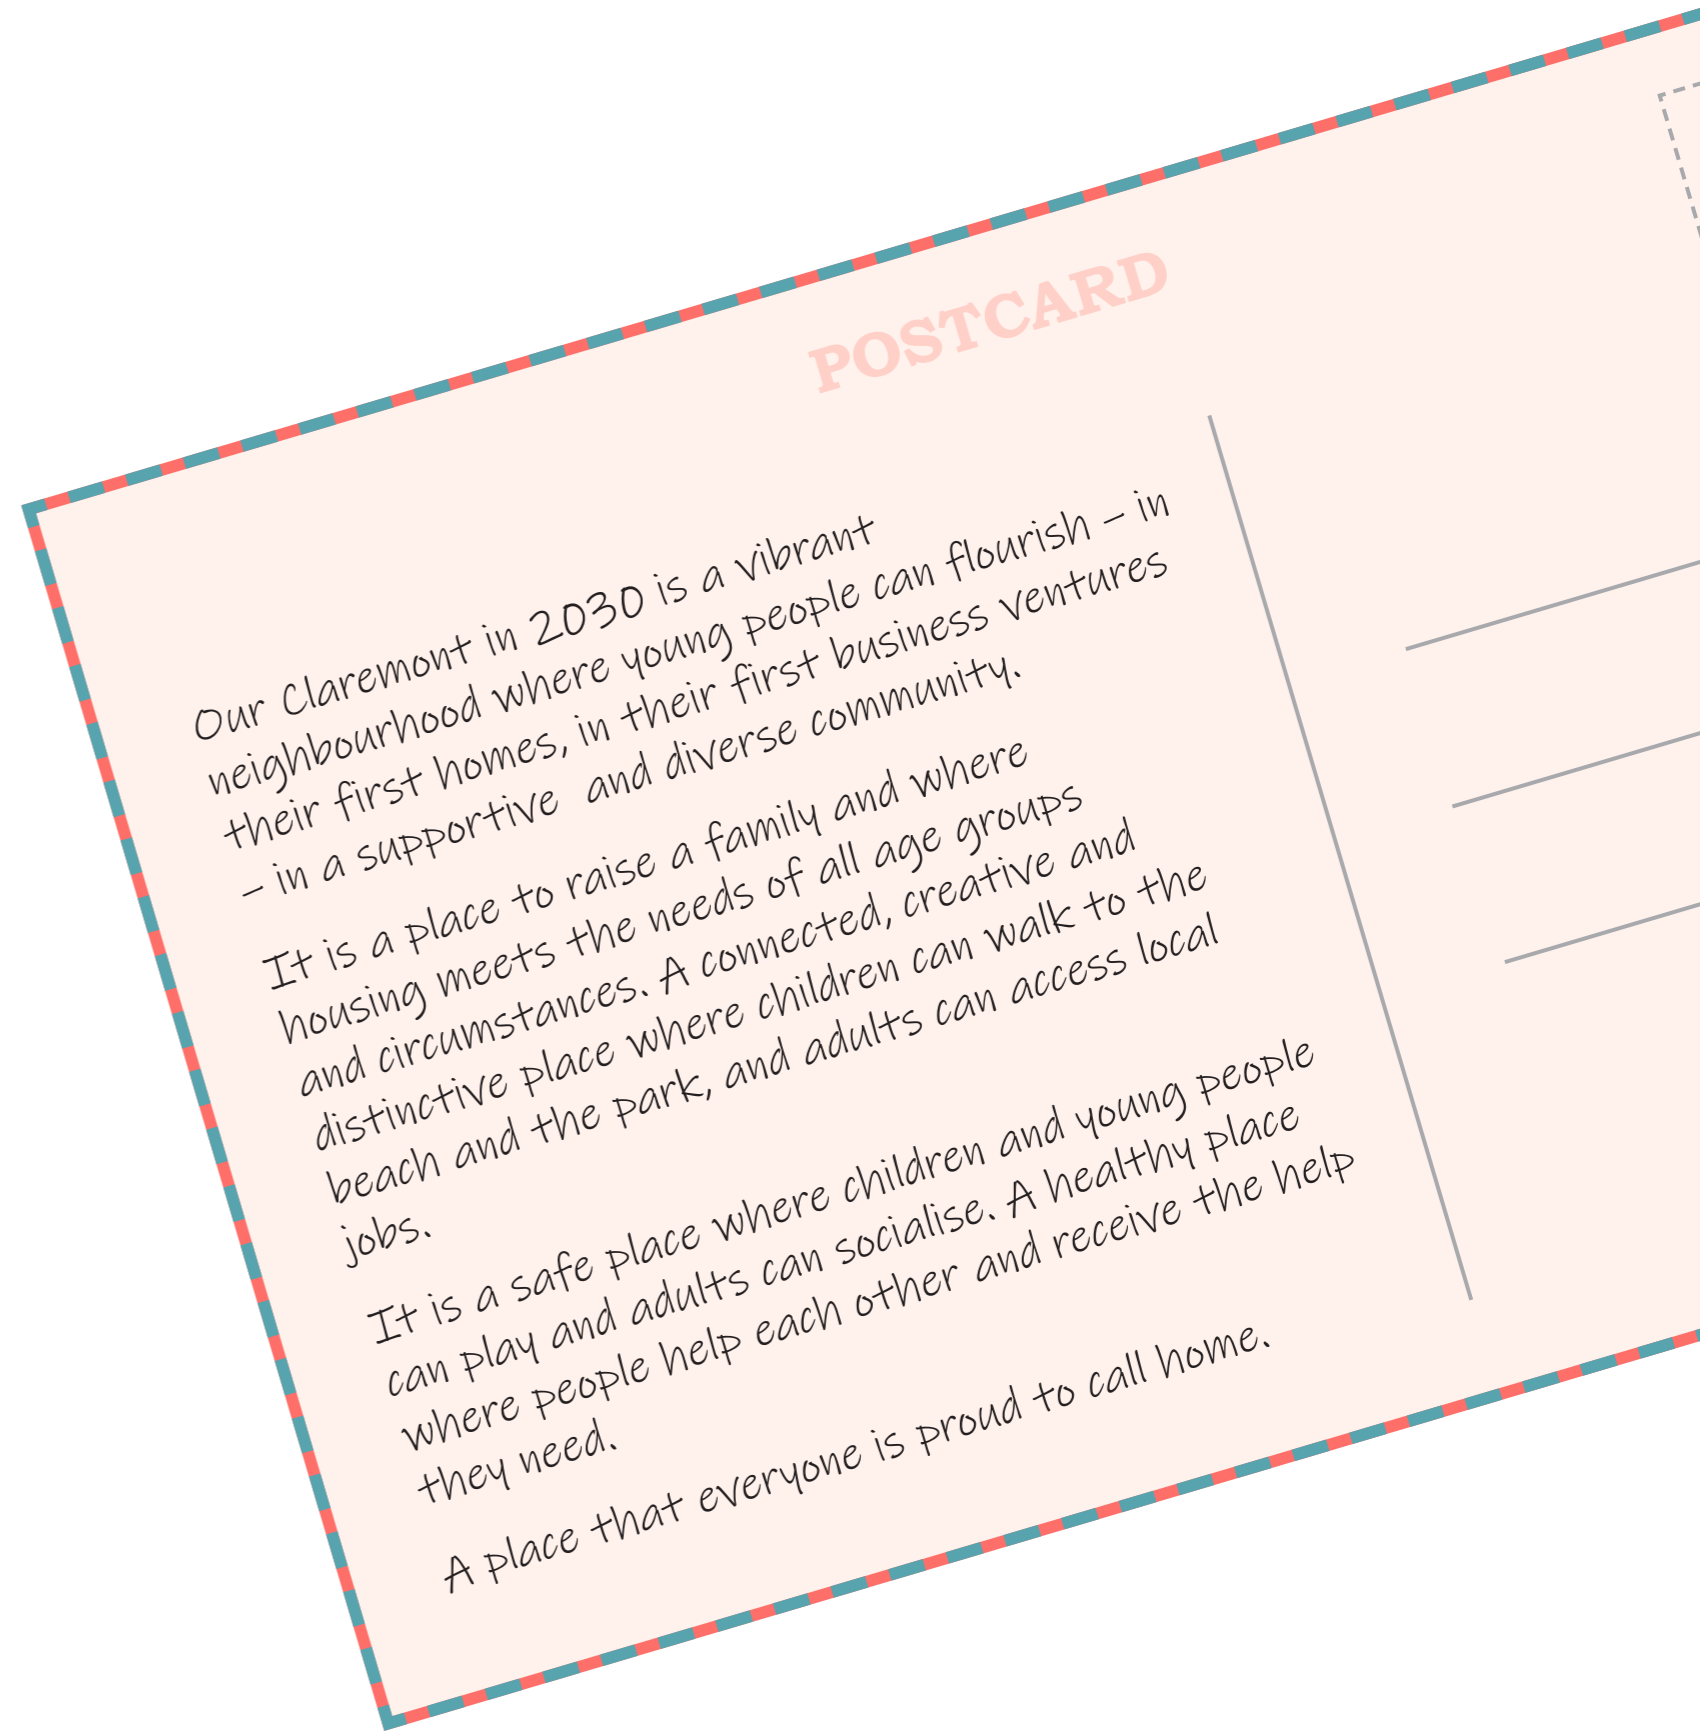 POSTCARD
Our Claremont in 2030 is a vibrant
neighbourhood where young people can flourish – in
their first homes, in their first business ventures
– in a supportive  and diverse community.
It is a place to raise a family and where
housing meets the needs of all age groups
and circumstances. A connected, creative and
distinctive place where children can walk to the
beach and the park, and adults can access local
jobs.
It is a safe place where children and young people
can play and adults can socialise. A healthy place
where people help each other and receive the help
they need.
A place that everyone is proud to call home.